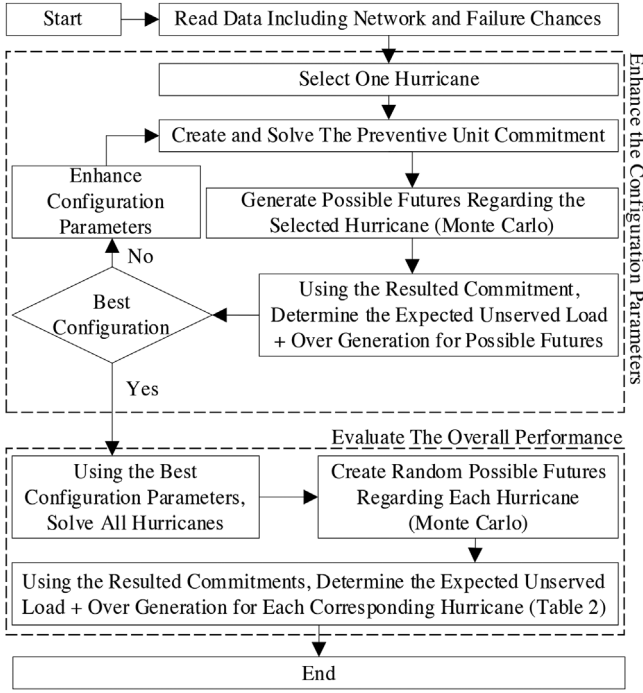 Start
Read Data Including Network and Failure Chances
Enhance the Configuration Parameters
Select One Hurricane
Create and Solve The Preventive Unit Commitment
Enhance
Configuration
Parameters
Generate Possible Futures Regarding the
Selected Hurricane (Monte Carlo)
No
Best
Configuration
Using the Resulted Commitment,
Determine the Expected Unserved Load
+ Over Generation for Possible Futures
Yes
Evaluate The Overall Performance
Using the Best
Configuration Parameters,
Solve All Hurricanes
Create Random Possible Futures
Regarding Each Hurricane
(Monte Carlo)
Using the Resulted Commitments, Determine the Expected Unserved
Load + Over Generation for Each Corresponding Hurricane (Table 2)
End